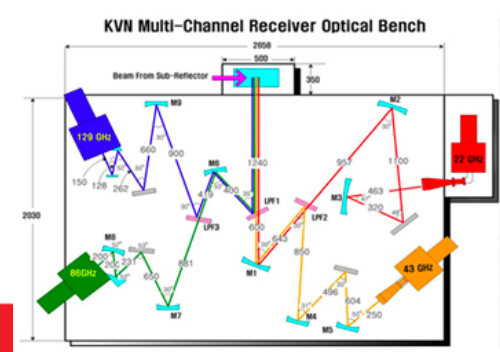 KVN Multi-Channel Receiver Optical Bench
2658
500
350
Beam From Sub-Reflector
2030
129 GHz
M9
M2
22 GHz
660
900
M6
957
1100
150
128
262
400
1240
LPF1
M3
463
320
LPF3
600
LPF2
643
850
M8
200
231
650
881
M1
86GHz
M7
496
604
250
43 GHz
M4
M5